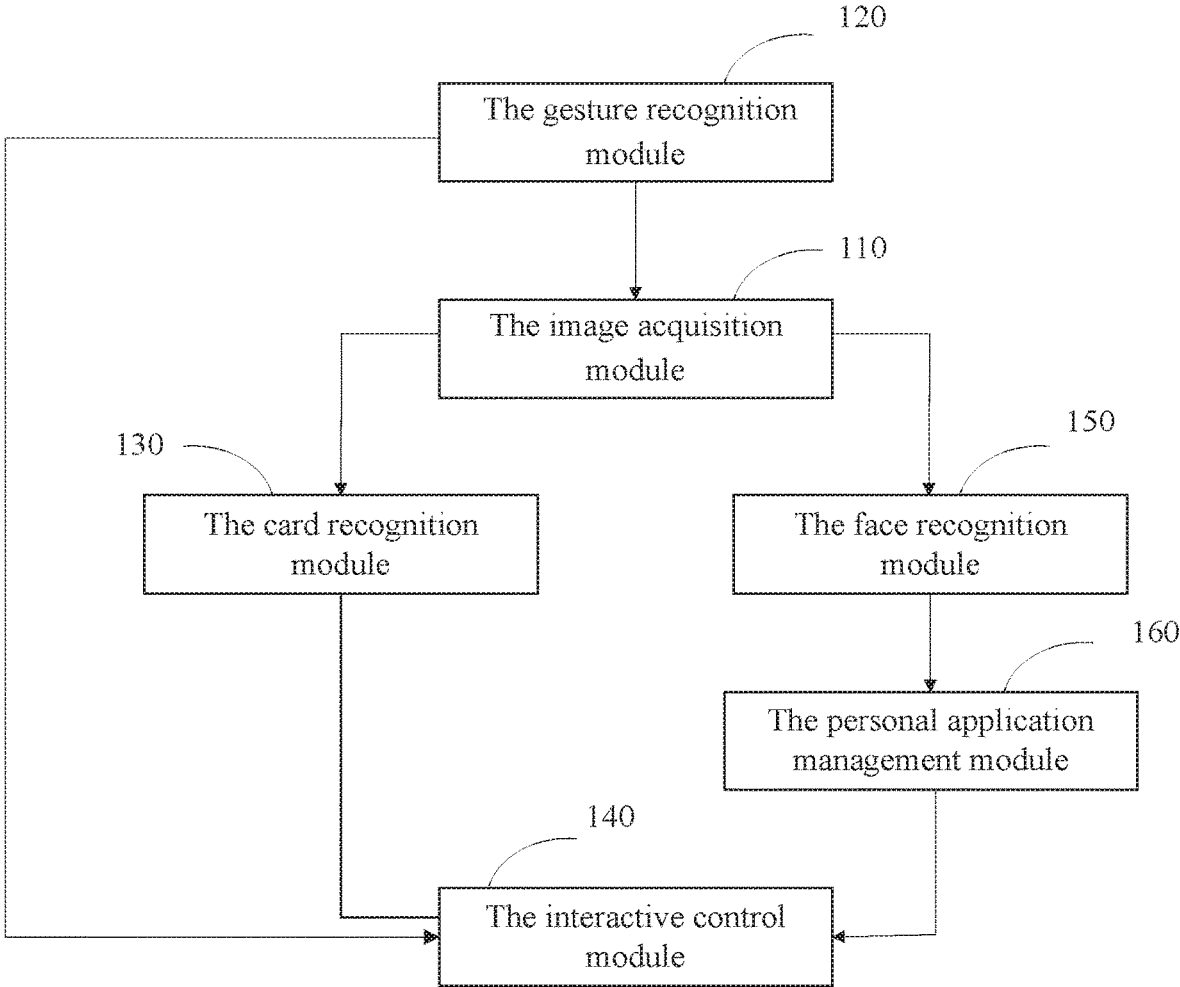 120
The gesture recognition
module
110
The image acquisition
module
130
150
The card recognition
module
The face recognition
module
160
The personal application
management module
140
The interactive control
module